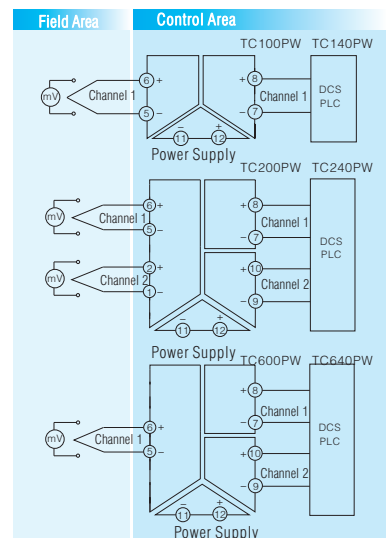 Field Area Control Area
TC100PW TC140PW
6 + + 8
mV Channel 1 Channel 1 DCS
PLC
5 − − 7
− +
11 12
Power Supply
TC200PW TC240PW
6 + + 8
mV Channel 1 Channel 1
5 − − 7
DCS
PLC
2 + + 10
mV Channel 2 Channel 2
1 − − 9
− +
11 12
Power Supply
TC600PW TC640PW
+ 8
Channel 1
6 + − 7
mV Channel 1 DCS
PLC
5 − + 10
Channel 2
− 9
− +
11 12
Power Supply